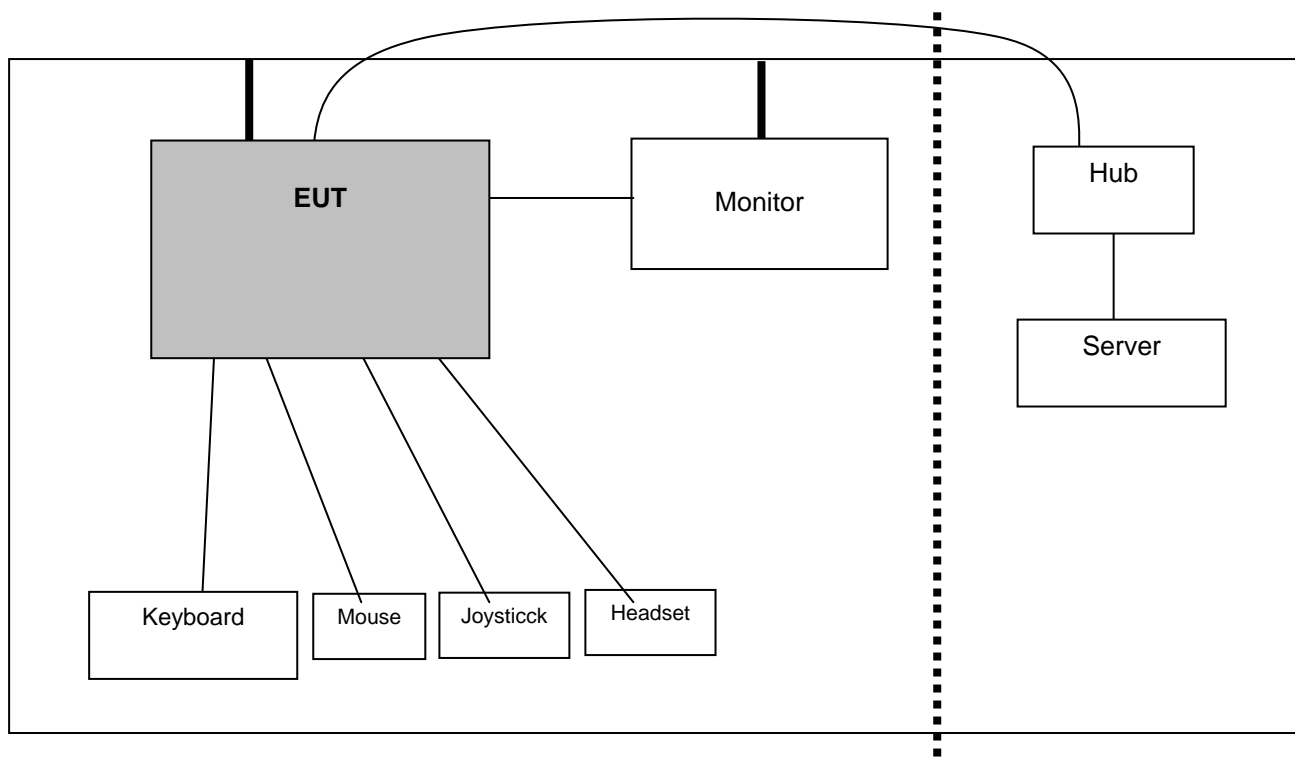 EUT
Monitor
Hub
Server
Keyboard
Mouse
Joysticck
Headset